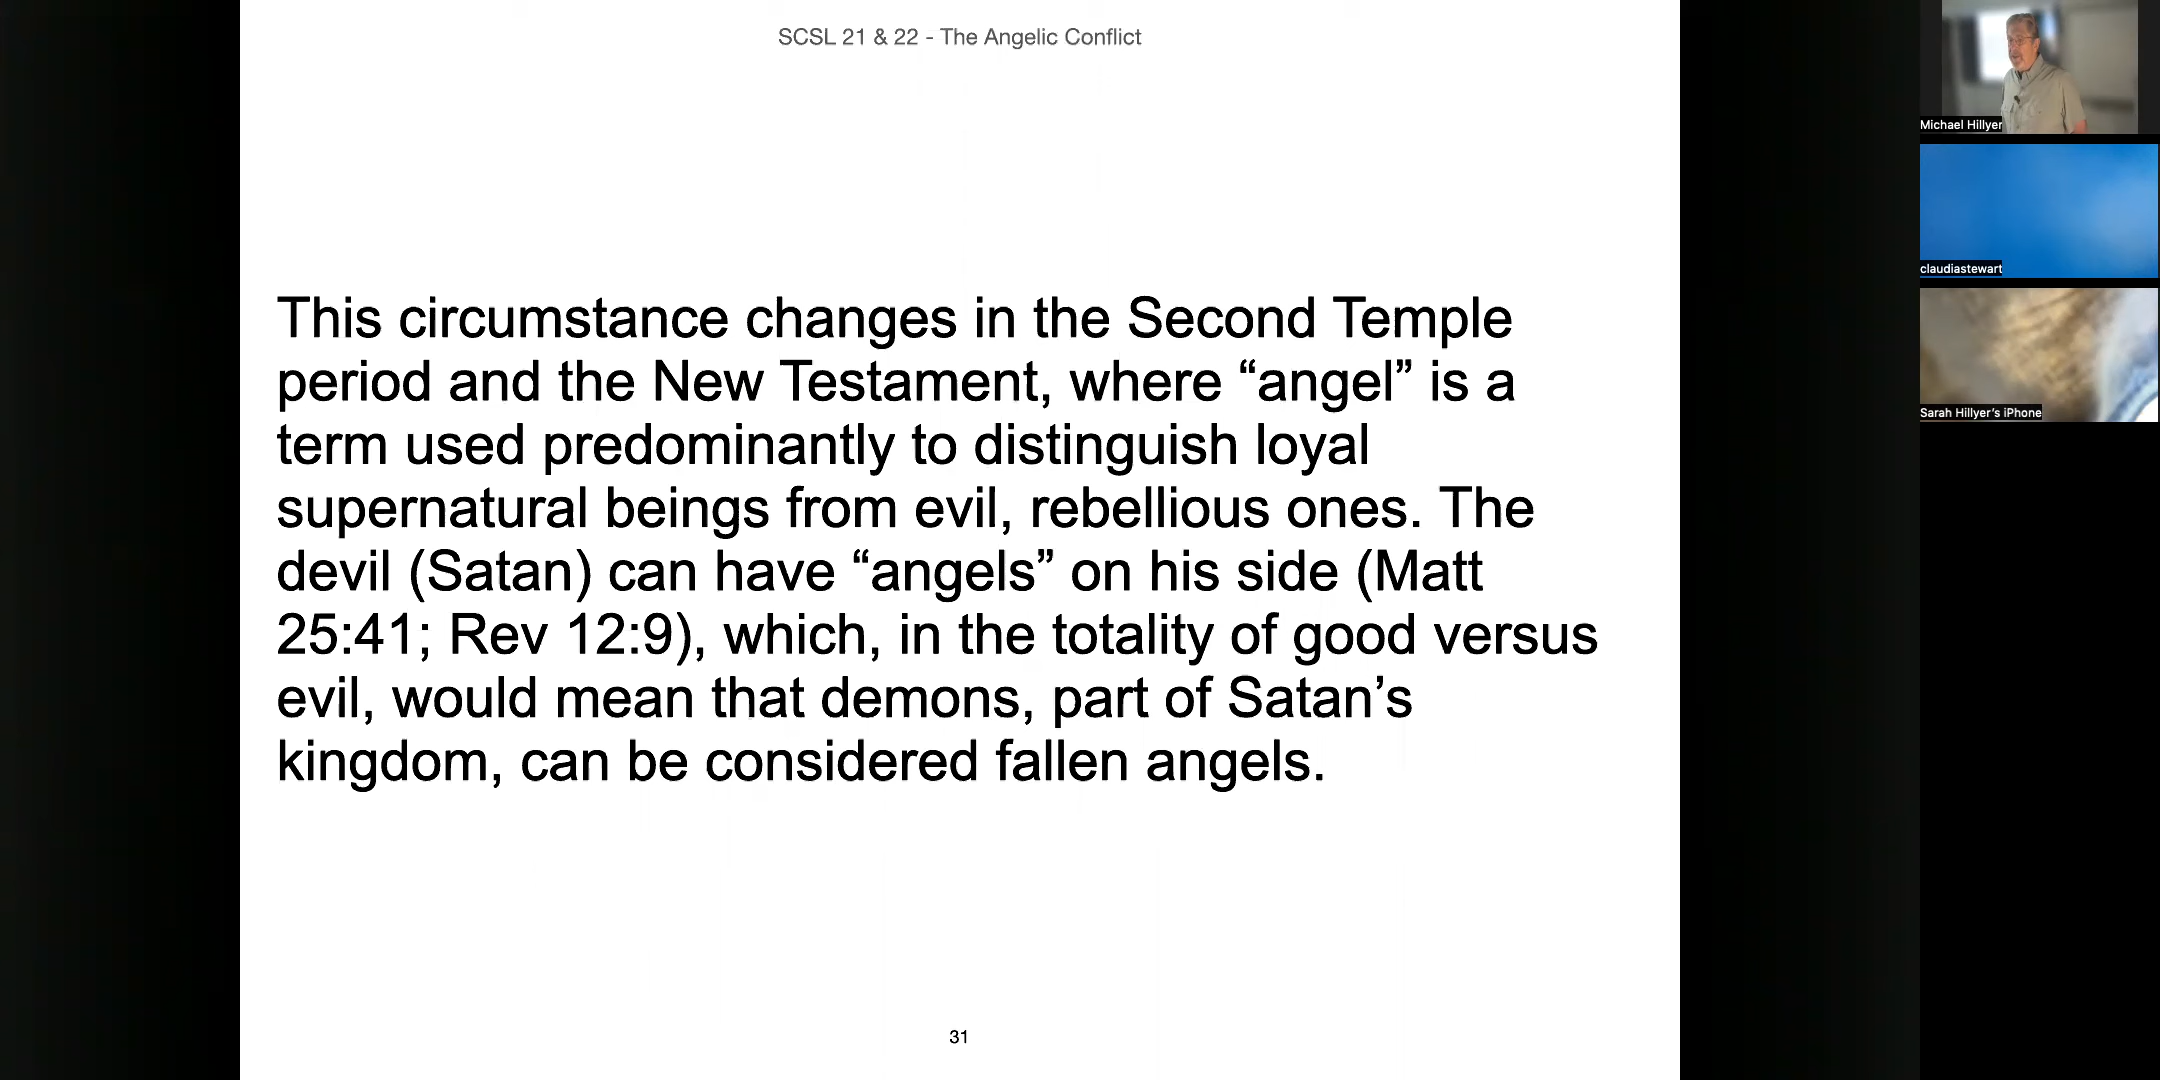 SCSL 21 & 22 - The Angelic Conflict
This circumstance changes in the Second Temple
period and the New Testament, where “angel” is a
term used predominantly to distinguish loyal
supernatural beings from evil, rebellious ones. The
devil (Satan) can have “angels” on his side (Matt
25:41; Rev 12:9), which, in the totality of good versus
evil, would mean that demons, part of Satan’s
kingdom, can be considered fallen angels.
31
Michael Hillyer
claudiastewart
Sarah Hillyer’s iPhone